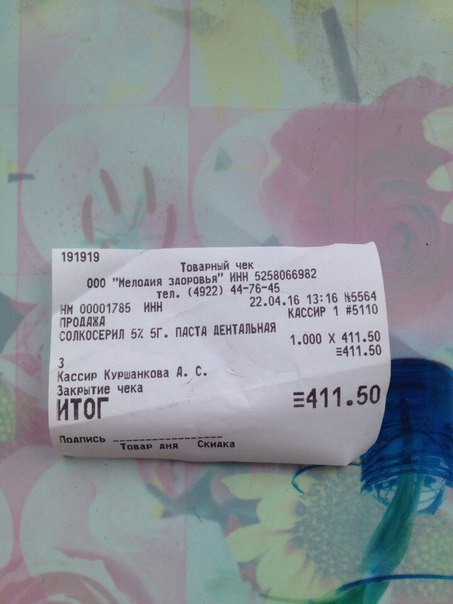 191919
Товарный чек
ООО "Мелодия здоровья" ИНН 5258066982
тел. (4922) 44-76-45
НМ 00001785 ИНН 22.04.16 13:16 №5564
ПРОДАЖА КАССИР 1 #5110
СОЛКОСЕРИЛ 5% 5Г. ПАСТА ДЕНТАЛЬНАЯ
1.000 X 411.50
≡411.50
3
Кассир Куршанкова А. С.
Закрытие чека
ИТОГ ≡411.50
Подпись __________________
Товар дня Скидка